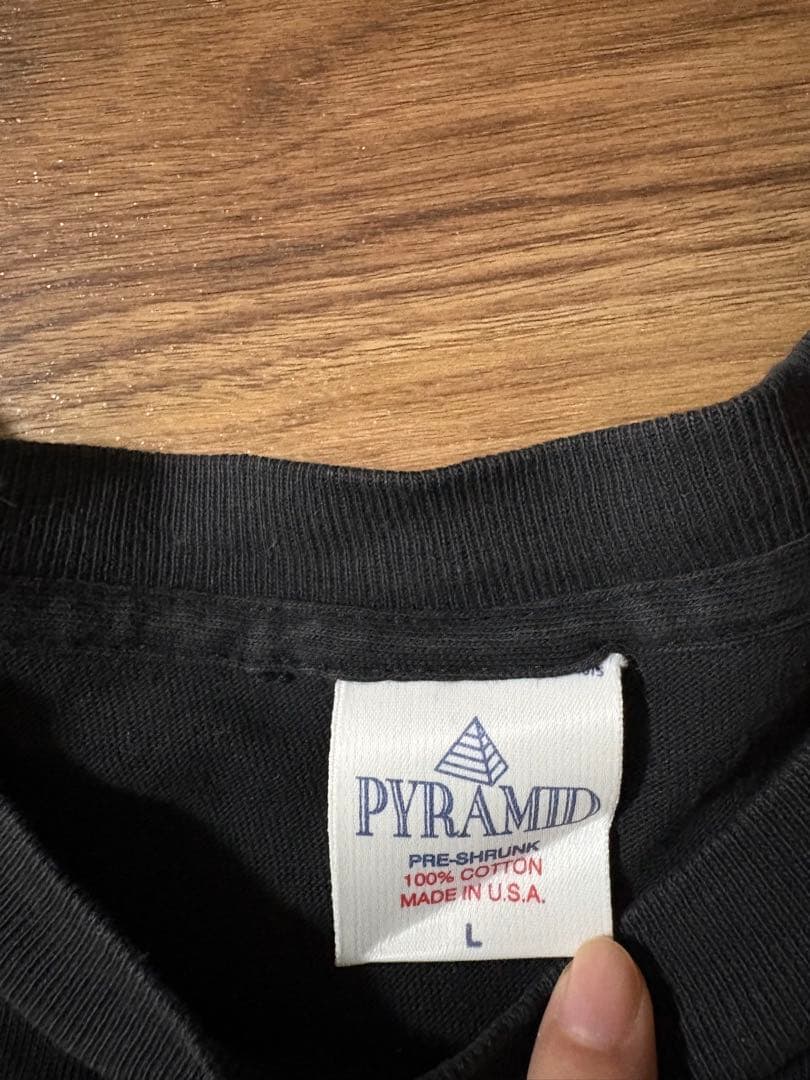 PYRAMID
PRE-SHRUNK
100% COTTON
MADE IN U.S.A.
L